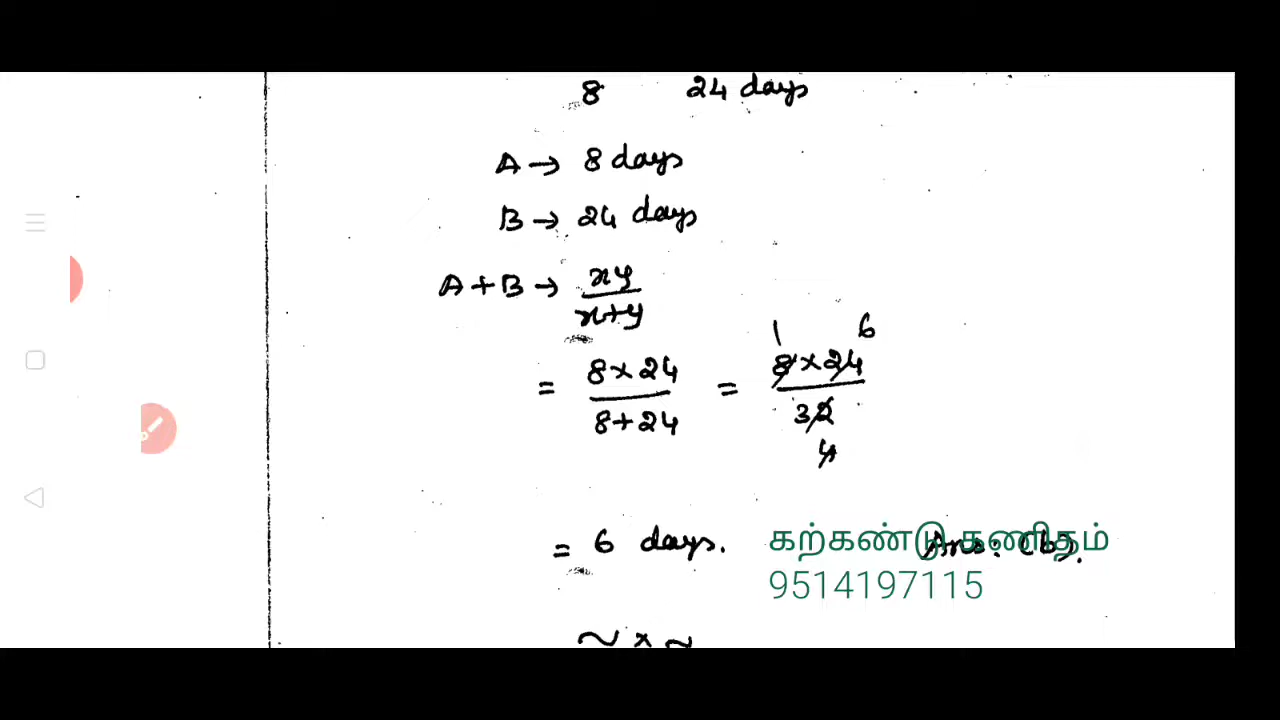 8 24 days
A → 8 days
B → 24 days
A + B → xy / x+y
= 8 × 24 / 8 + 24 = 8 × 24 / 32 1 6 4
= 6 days. Ans: (b).
கற்கண்டு கணிதம்
9514197115
~ × ~